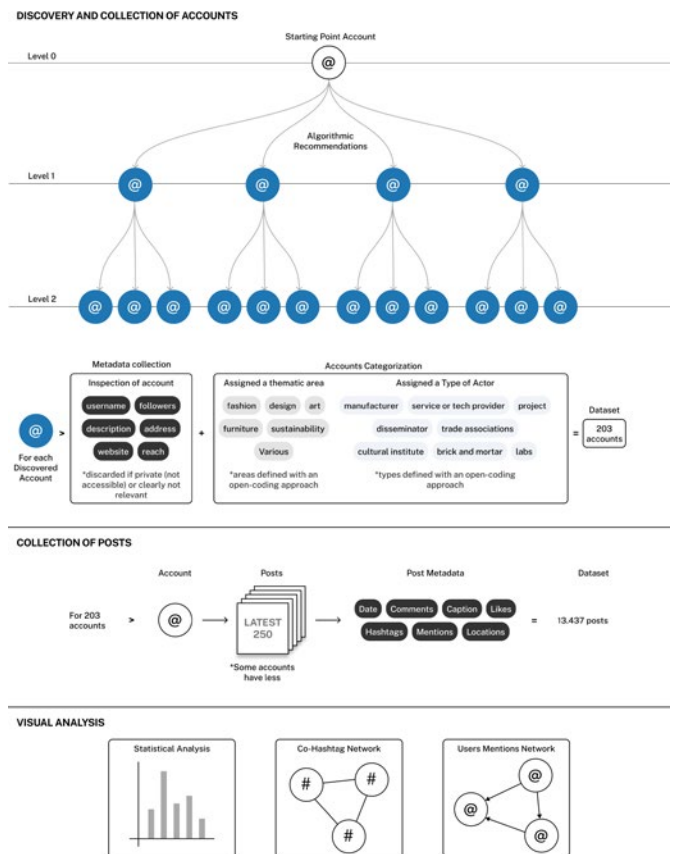 DISCOVERY AND COLLECTION OF ACCOUNTS
Starting Point Account
Level 0
@
Algorithmic
Recommendations
Level 1
@ @ @ @
Level 2
@ @ @ @ @ @ @ @ @ @ @ @
Metadata collection
Accounts Categorization
Inspection of account
username followers
description address
website reach
*discarded if private (not
accessible) or clearly not
relevant
@
>
For each
Discovered
Account
+
Assigned a thematic area
fashion design art
furniture sustainability
Various
*areas defined with an
open-coding approach
Assigned a Type of Actor
manufacturer service or tech provider project
disseminator trade associations
cultural institute brick and mortar labs
*types defined with an open-coding
approach
=
Dataset
203
accounts
COLLECTION OF POSTS
Account Posts Post Metadata Dataset
For 203
accounts
>
@
LATEST
250
*Some accounts
have less
Date Comments Caption Likes
Hashtags Mentions Locations
=
13.437 posts
VISUAL ANALYSIS
Statistical Analysis
Co-Hashtag Network
# #
#
Users Mentions Network
@
@
@